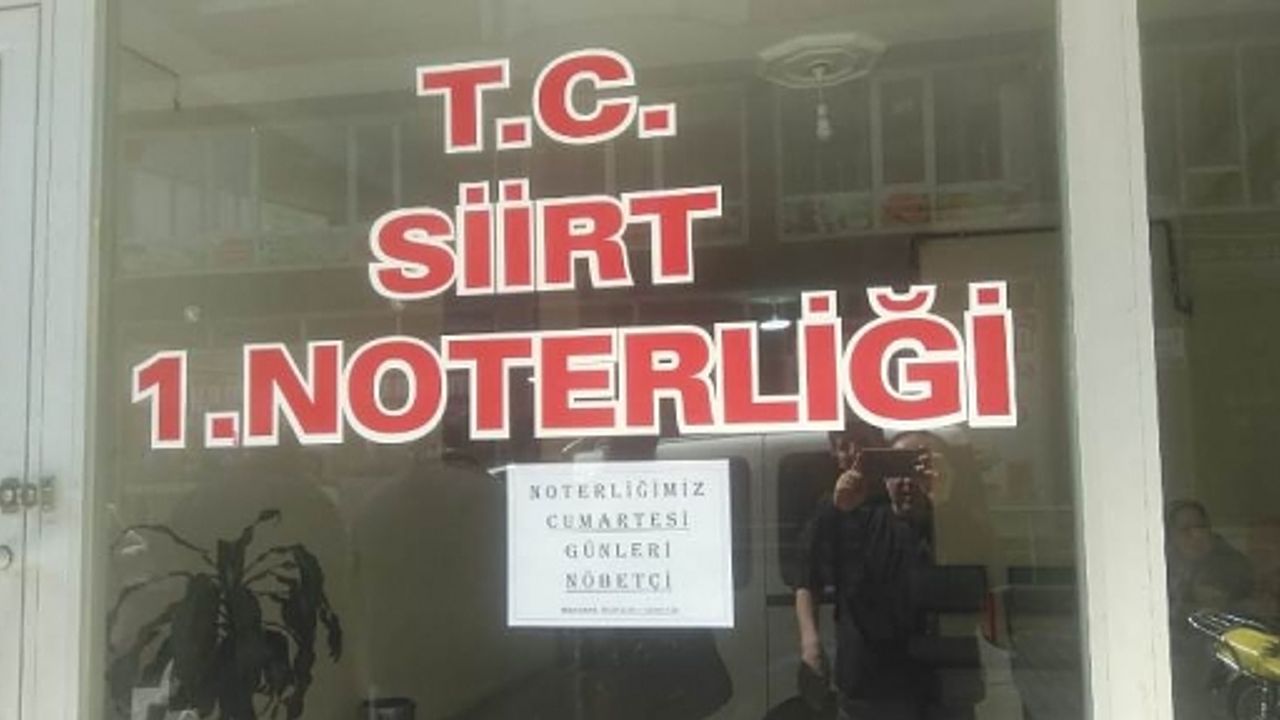 T.C.
SİİRT
1.NOTERLİĞİ
NOTERLİĞİMİZ
CUMARTESİ
GÜNLERİ
NÖBETÇİ